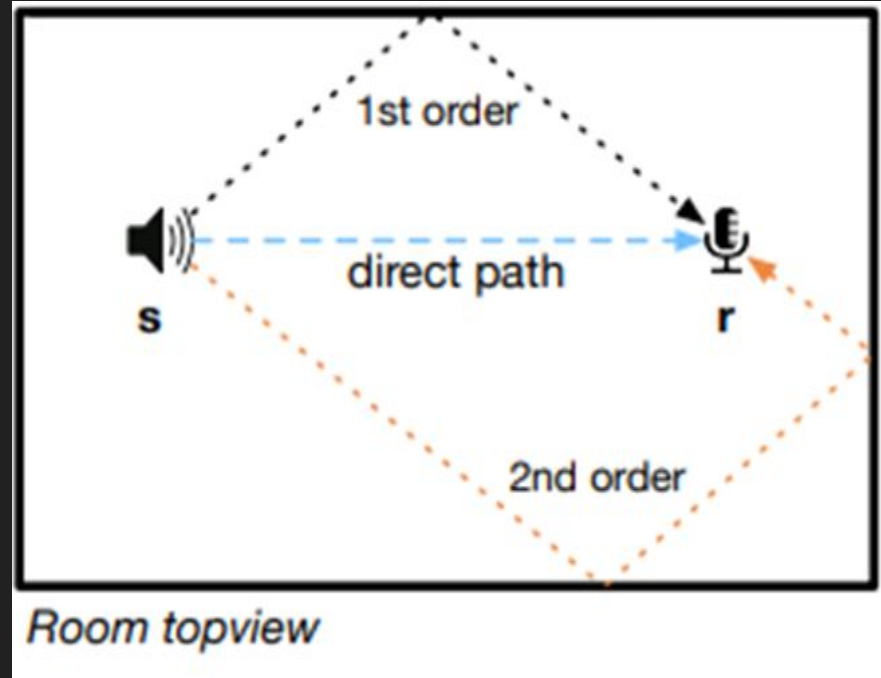 1st order
direct path
s
r
2nd order
Room topview